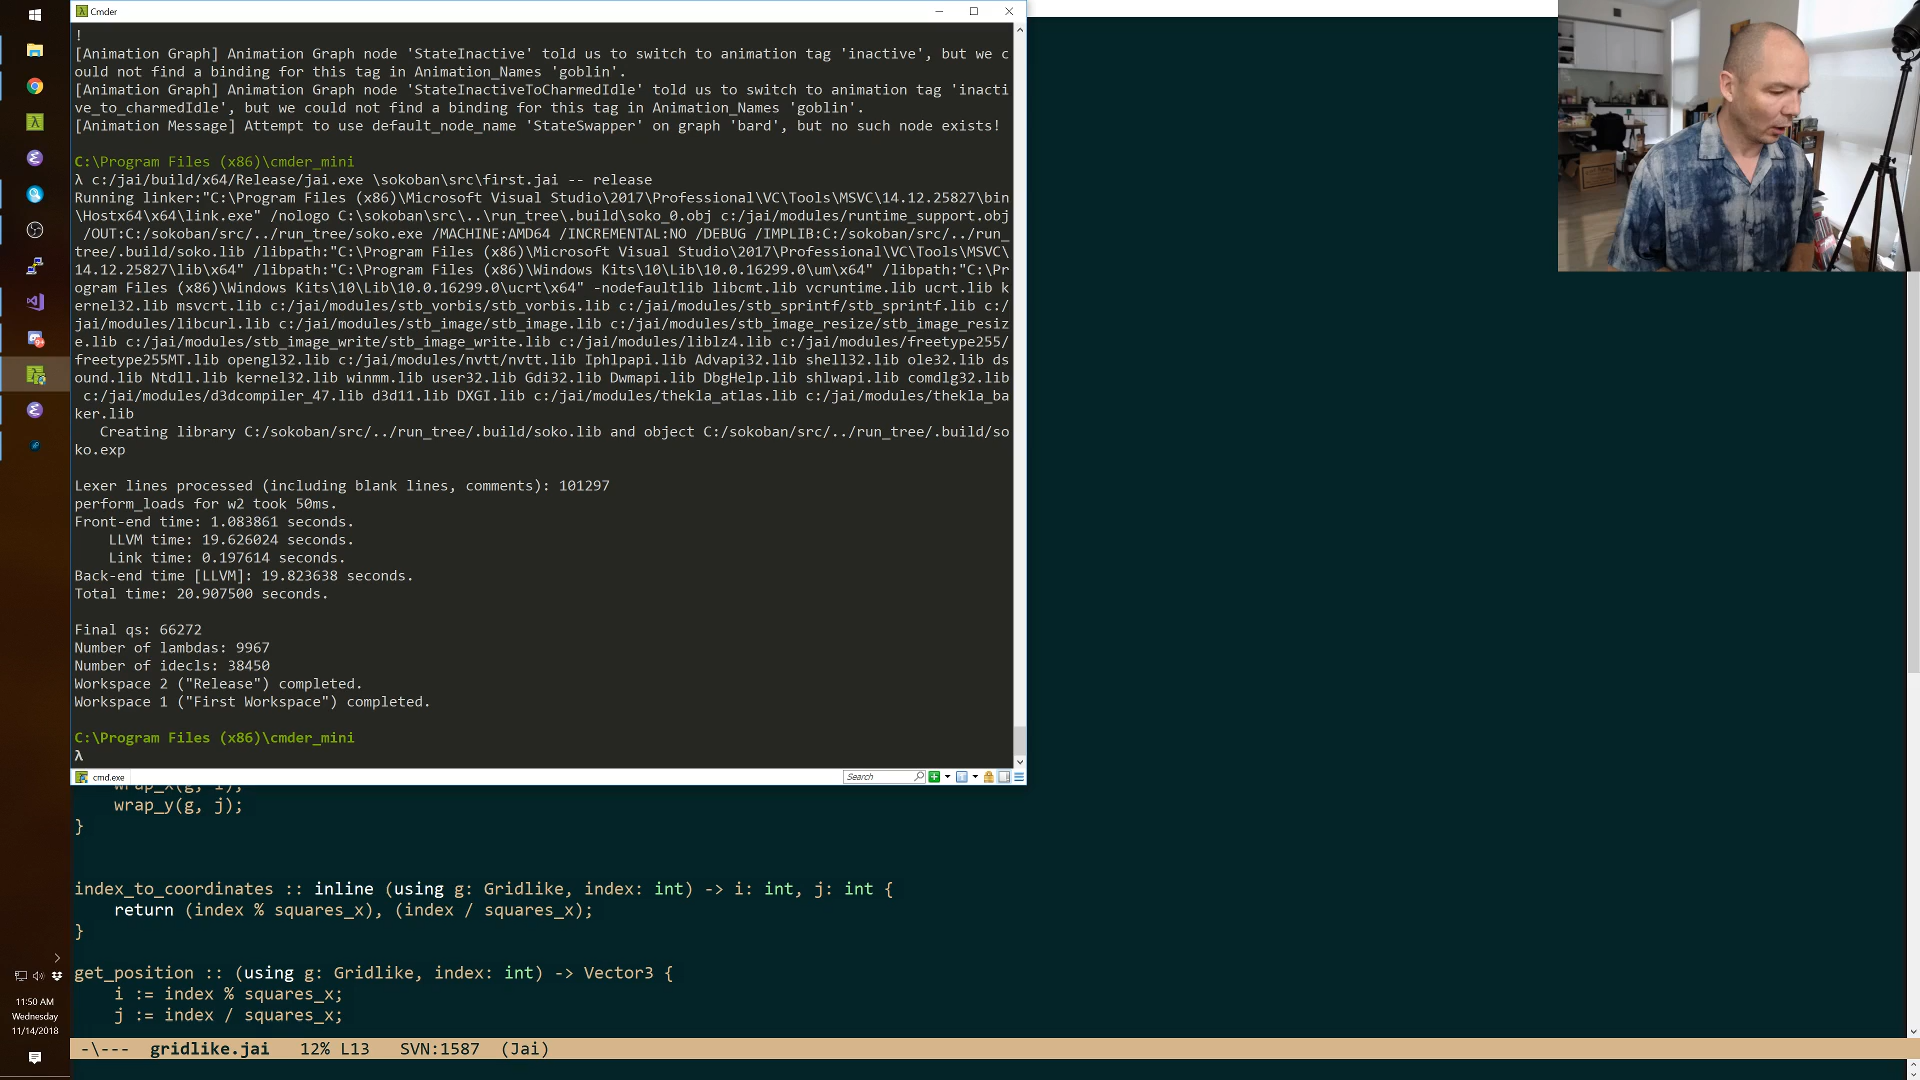 Cmder
!
[Animation Graph] Animation Graph node 'StateInactive' told us to switch to animation tag 'inactive', but we c
ould not find a binding for this tag in Animation_Names 'goblin'.
[Animation Graph] Animation Graph node 'StateInactiveToCharmedIdle' told us to switch to animation tag 'inacti
ve_to_charmedIdle', but we could not find a binding for this tag in Animation_Names 'goblin'.
[Animation Message] Attempt to use default_node_name 'StateSwapper' on graph 'bard', but no such node exists!
C:\Program Files (x86)\cmder_mini
λ c:/jai/build/x64/Release/jai.exe \sokoban\src\first.jai -- release
Running linker:"C:\Program Files (x86)\Microsoft Visual Studio\2017\Professional\VC\Tools\MSVC\14.12.25827\bin
\Hostx64\x64\link.exe" /nologo C:\sokoban\src\..\run_tree\.build\soko_0.obj c:/jai/modules/runtime_support.obj
/OUT:C:/sokoban/src/../run_tree/soko.exe /MACHINE:AMD64 /INCREMENTAL:NO /DEBUG /IMPLIB:C:/sokoban/src/../run_
tree/.build/soko.lib /libpath:"C:\Program Files (x86)\Microsoft Visual Studio\2017\Professional\VC\Tools\MSVC\
14.12.25827\lib\x64" /libpath:"C:\Program Files (x86)\Windows Kits\10\Lib\10.0.16299.0\um\x64" /libpath:"C:\Pr
ogram Files (x86)\Windows Kits\10\Lib\10.0.16299.0\ucrt\x64" -nodefaultlib libcmt.lib vcruntime.lib ucrt.lib k
ernel32.lib msvcrt.lib c:/jai/modules/stb_vorbis/stb_vorbis.lib c:/jai/modules/stb_sprintf/stb_sprintf.lib c:/
jai/modules/libcurl.lib c:/jai/modules/stb_image/stb_image.lib c:/jai/modules/stb_image_resize/stb_image_resiz
e.lib c:/jai/modules/stb_image_write/stb_image_write.lib c:/jai/modules/liblz4.lib c:/jai/modules/freetype255/
freetype255MT.lib opengl32.lib c:/jai/modules/nvtt/nvtt.lib Iphlpapi.lib Advapi32.lib shell32.lib ole32.lib ds
ound.lib Ntdll.lib kernel32.lib winmm.lib user32.lib Gdi32.lib Dwmapi.lib DbgHelp.lib shlwapi.lib comdlg32.lib
c:/jai/modules/d3dcompiler_47.lib d3d11.lib DXGI.lib c:/jai/modules/thekla_atlas.lib c:/jai/modules/thekla_ba
ker.lib
Creating library C:/sokoban/src/../run_tree/.build/soko.lib and object C:/sokoban/src/../run_tree/.build/so
ko.exp
Lexer lines processed (including blank lines, comments): 101297
perform_loads for w2 took 50ms.
Front-end time: 1.083861 seconds.
LLVM time: 19.626024 seconds.
Link time: 0.197614 seconds.
Back-end time [LLVM]: 19.823638 seconds.
Total time: 20.907500 seconds.
Final qs: 66272
Number of lambdas: 9967
Number of idecls: 38450
Workspace 2 ("Release") completed.
Workspace 1 ("First Workspace") completed.
C:\Program Files (x86)\cmder_mini
λ
cmd.exe
Search
wrap_x(g, i);
wrap_y(g, j);
}
index_to_coordinates :: inline (using g: Gridlike, index: int) -> i: int, j: int {
return (index % squares_x), (index / squares_x);
}
get_position :: (using g: Gridlike, index: int) -> Vector3 {
i := index % squares_x;
j := index / squares_x;
-\--- gridlike.jai 12% L13 SVN:1587 (Jai)
11:50 AM
Wednesday
11/14/2018